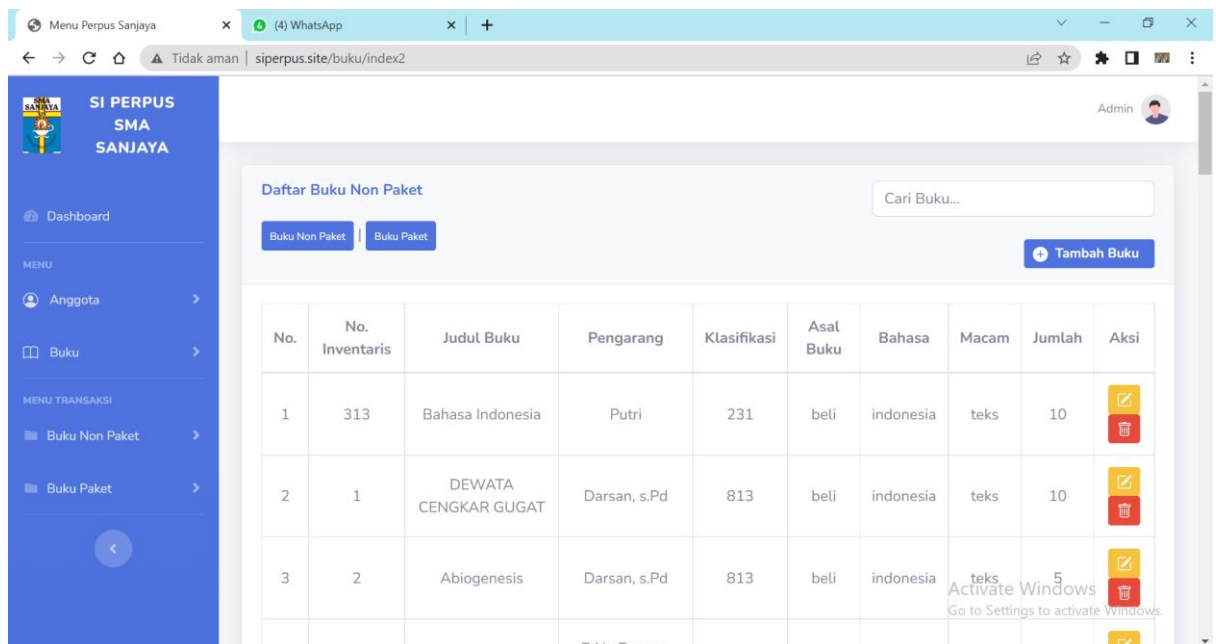 Menu Perpus Sanjaya
(4) WhatsApp
Tidak aman | siperpus.site/buku/index2
SMA
SANJAYA
SI PERPUS
SMA
SANJAYA
Admin
Dashboard
MENU
Anggota
Buku
MENU TRANSAKSI
Buku Non Paket
Buku Paket
Daftar Buku Non Paket
Cari Buku...
Buku Non Paket | Buku Paket
Tambah Buku
No. No. Inventaris Judul Buku Pengarang Klasifikasi Asal Buku Bahasa Macam Jumlah Aksi
1 313 Bahasa Indonesia Putri 231 beli indonesia teks 10
2 1 DEWATA CENGKAR GUGAT Darsan, s.Pd 813 beli indonesia teks 10
3 2 Abiogenesis Darsan, s.Pd 813 beli indonesia teks 5
Activate Windows
Go to Settings to activate Windows.